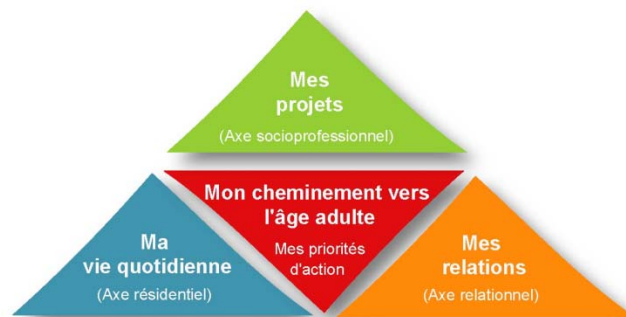 Mes
projets
(Axe socioprofessionnel)
Mon cheminement vers
l'âge adulte
Mes priorités
d'action
Ma
vie quotidienne
(Axe résidentiel)
Mes
relations
(Axe relationnel)